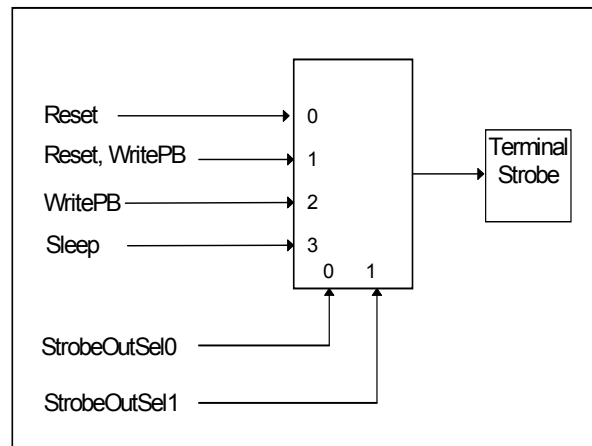 Reset
0
Reset, WritePB
1
Terminal
Strobe
WritePB
2
Sleep
3
0 1
StrobeOutSel0
StrobeOutSel1